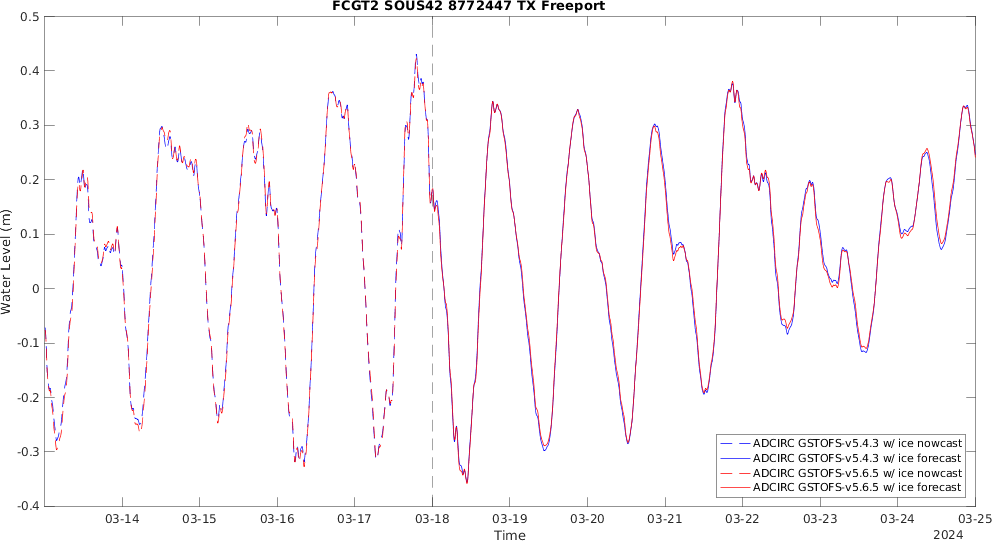 FCGT2 SOUS42 8772447 TX Freeport
Water Level (m)
0.5
0.4
0.3
0.2
0.1
0
-0.1
-0.2
-0.3
-0.4
ADCIRC GSTOFS-v5.4.3 w/ ice nowcast
ADCIRC GSTOFS-v5.4.3 w/ ice forecast
ADCIRC GSTOFS-v5.6.5 w/ ice nowcast
ADCIRC GSTOFS-v5.6.5 w/ ice forecast
03-14 03-15 03-16 03-17 03-18 03-19 03-20 03-21 03-22 03-23 03-24 03-25
Time
2024